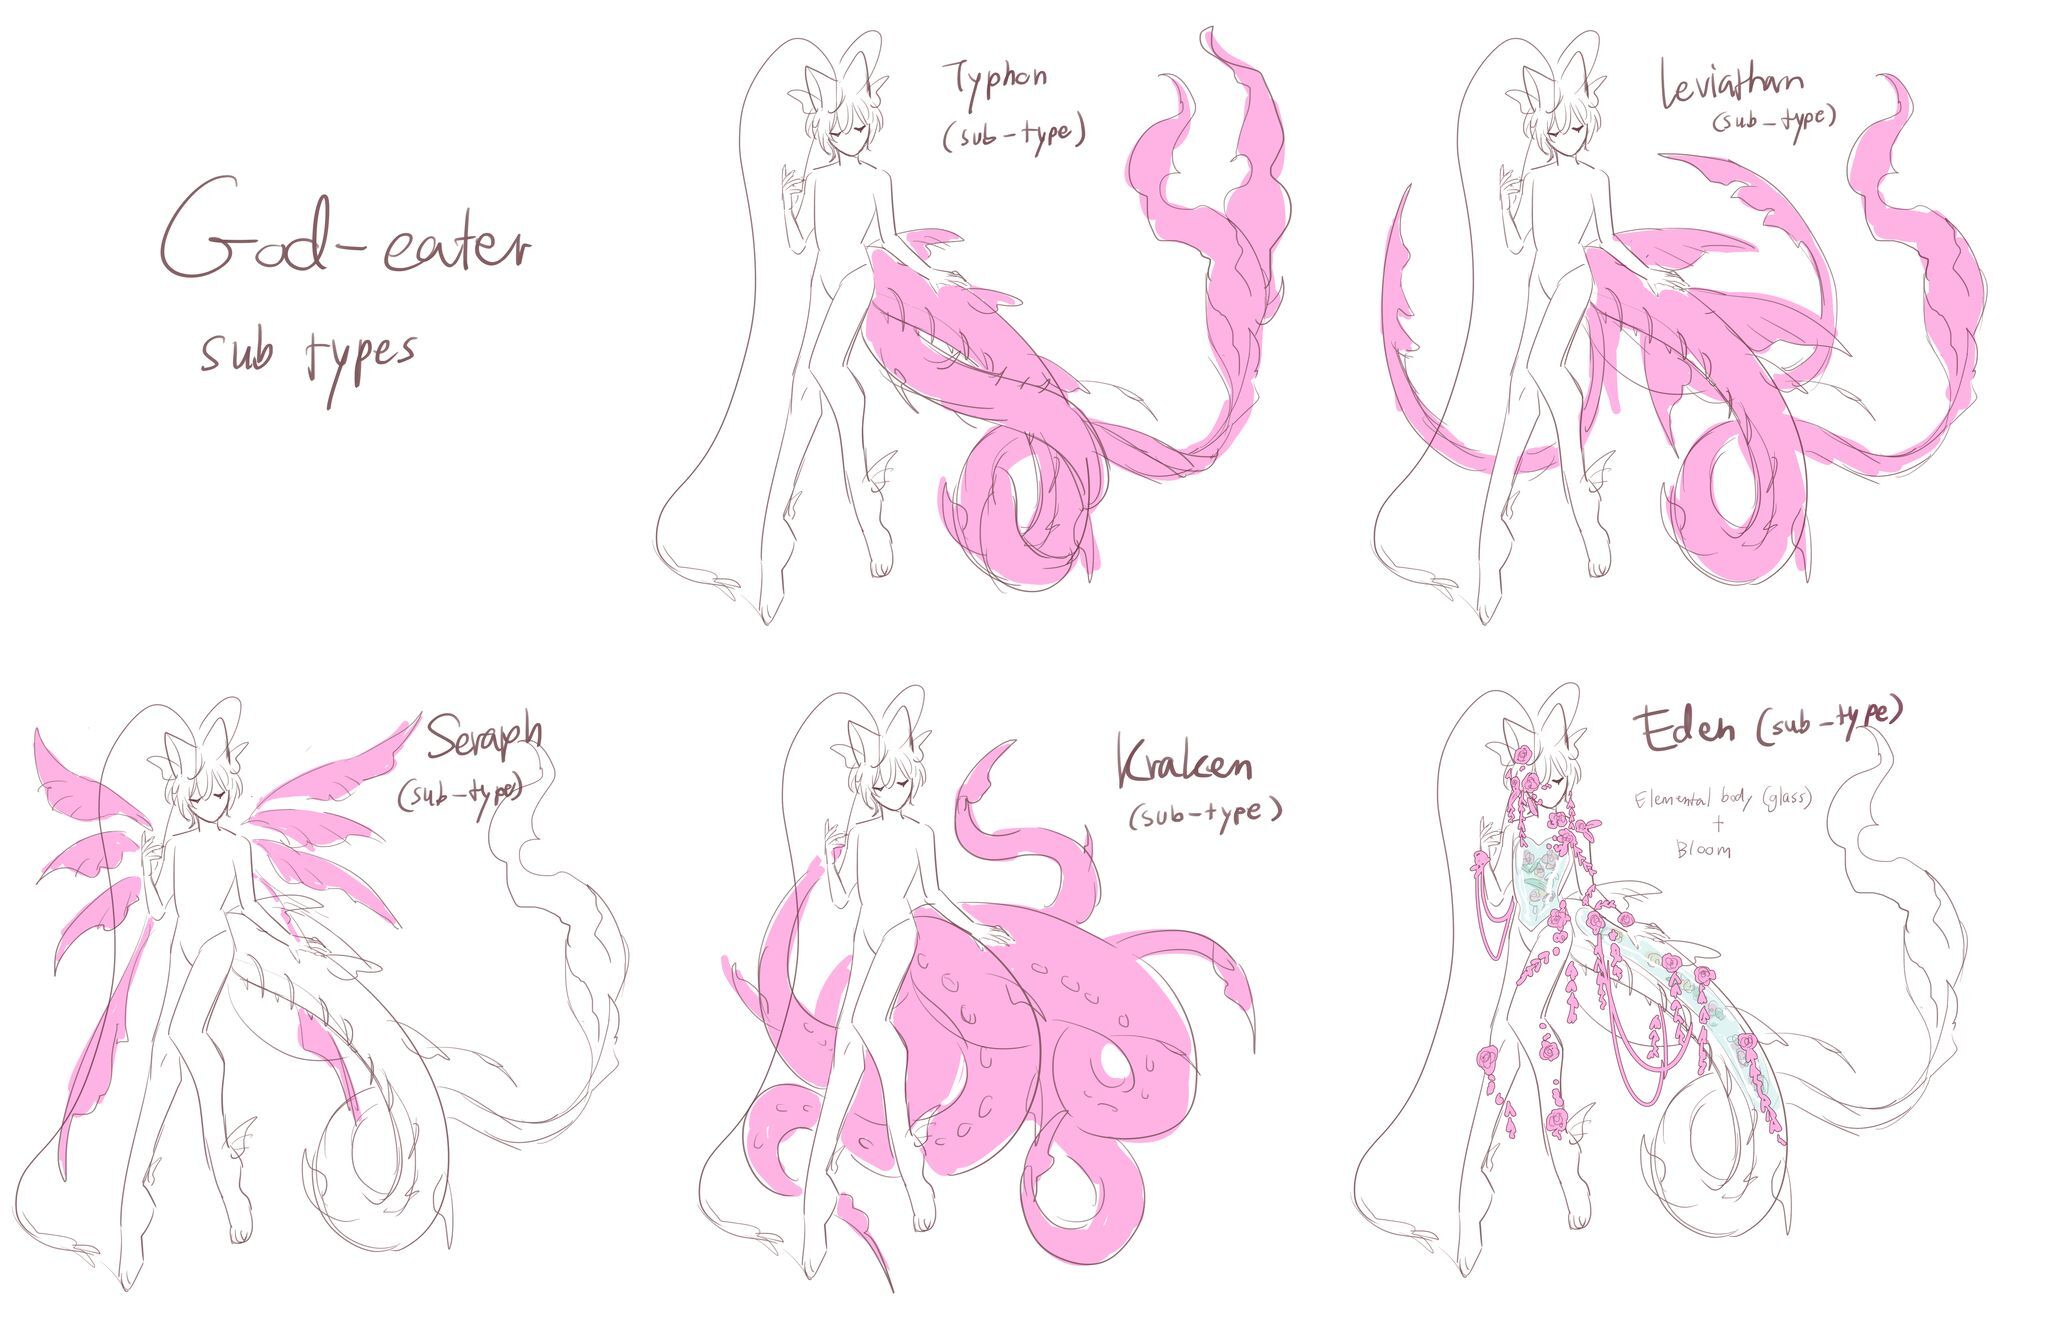 God-eater
sub types
Typhon
(sub-type)
Leviathan
(sub-type)
Seraph
(sub-type)
Kraken
(sub-type)
Eden (sub-type)
Elemental body (glass)
+
Bloom